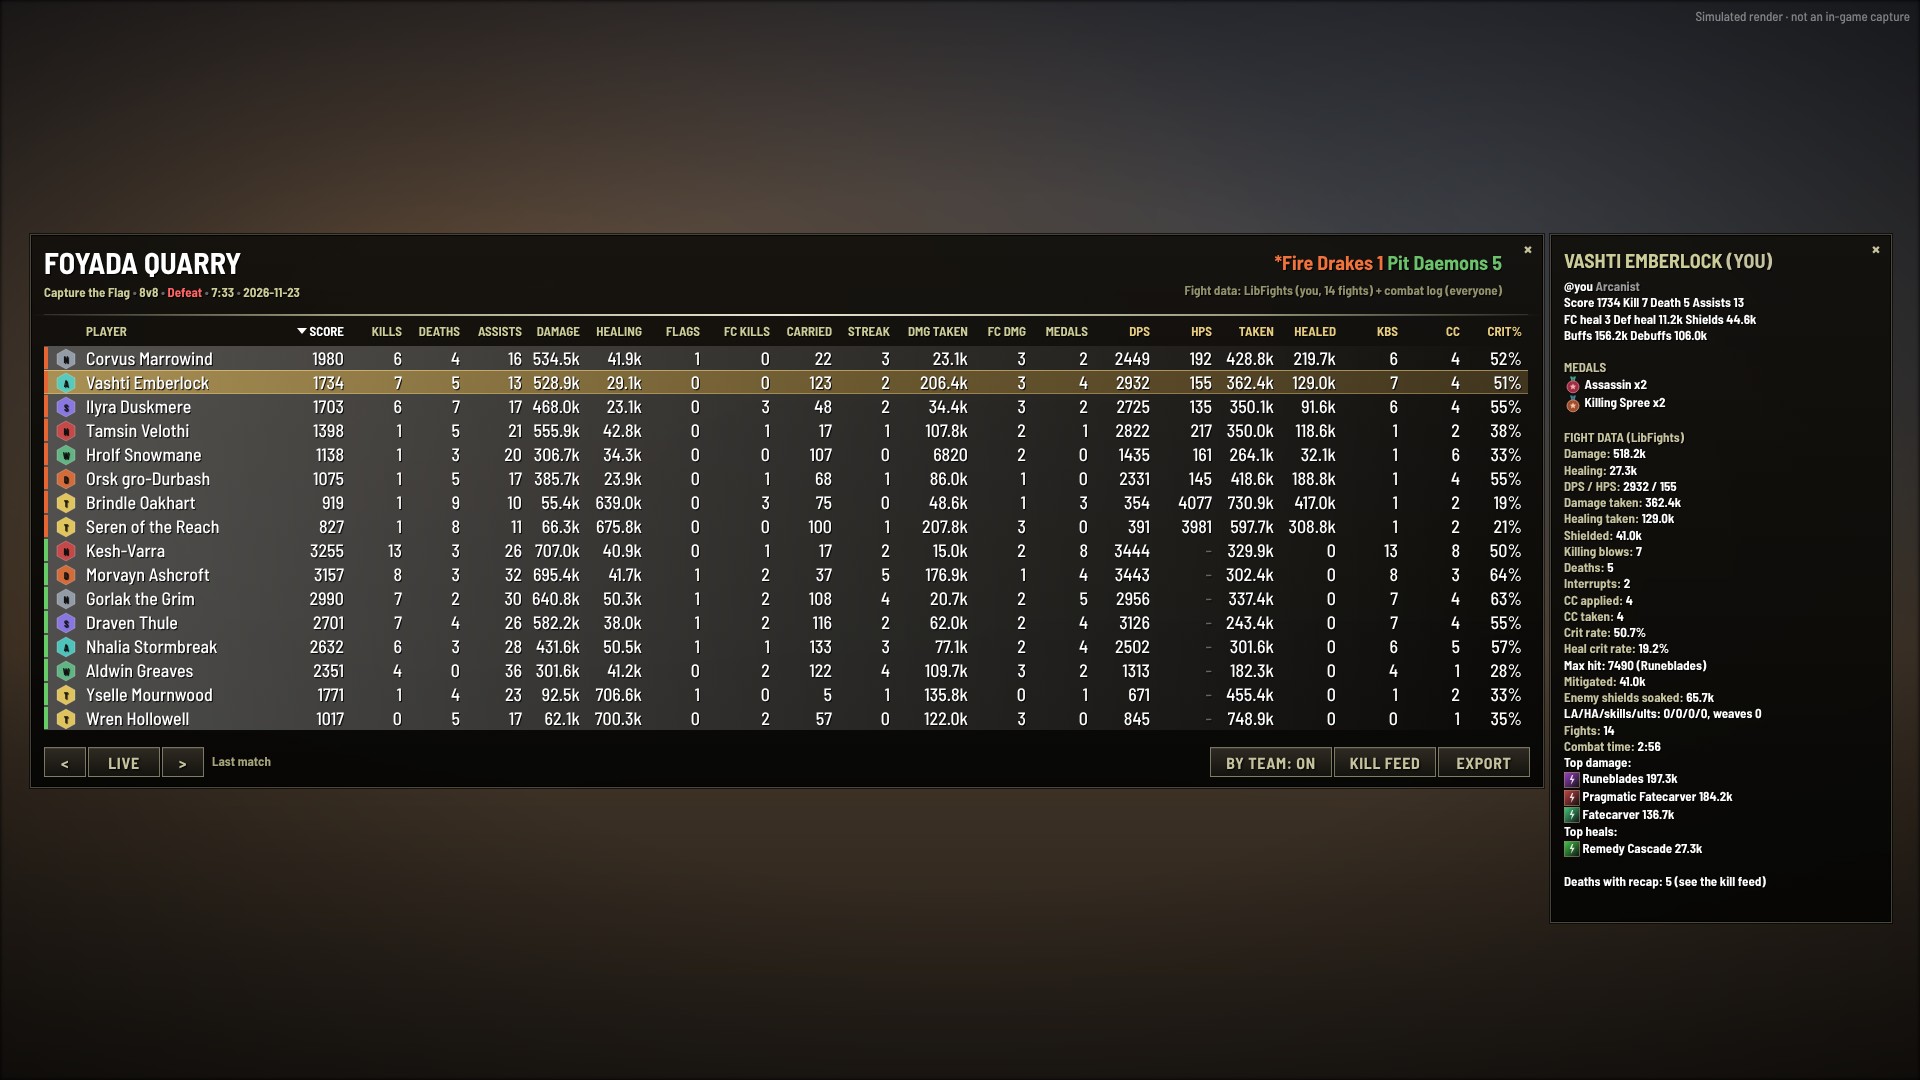 Simulated render · not an in-game capture
FOYADA QUARRY
*Fire Drakes 1 Pit Daemons 5
Capture the Flag · 8v8 · Defeat · 7:33 · 2026-11-23
Fight data: LibFights (you, 14 fights) + combat log (everyone)
PLAYER SCORE KILLS DEATHS ASSISTS DAMAGE HEALING FLAGS FC KILLS CARRIED STREAK DMG TAKEN FC DMG MEDALS DPS HPS TAKEN HEALED KBS CC CRIT%
Corvus Marrowind 1980 6 4 16 534.5k 41.9k 1 0 22 3 23.1k 3 2 2449 192 428.8k 219.7k 6 4 52%
Vashti Emberlock 1734 7 5 13 528.9k 29.1k 0 0 123 2 206.4k 3 4 2932 155 362.4k 129.0k 7 4 51%
Ilyra Duskmere 1703 6 7 17 468.0k 23.1k 0 3 48 2 34.4k 3 2 2725 135 350.1k 91.6k 6 4 55%
Tamsin Velothi 1398 1 5 21 555.9k 42.8k 0 1 17 1 107.8k 2 1 2822 217 350.0k 118.6k 1 2 38%
Hrolf Snowmane 1138 1 3 20 306.7k 34.3k 0 0 107 0 6820 2 0 1435 161 264.1k 32.1k 1 6 33%
Orsk gro-Durbash 1075 1 5 17 385.7k 23.9k 0 1 68 1 86.0k 1 0 2331 145 418.6k 188.8k 1 4 55%
Brindle Oakhart 919 1 9 10 55.4k 639.0k 0 3 75 0 48.6k 1 3 354 4077 730.9k 417.0k 1 2 19%
Seren of the Reach 827 1 8 11 66.3k 675.8k 0 0 100 1 207.8k 3 0 391 3981 597.7k 308.8k 1 2 21%
Kesh-Varra 3255 13 3 26 707.0k 40.9k 0 1 17 2 15.0k 2 8 3444 - 329.9k 0 13 8 50%
Morvayn Ashcroft 3157 8 3 32 695.4k 41.7k 1 2 37 5 176.9k 1 4 3443 - 302.4k 0 8 3 64%
Gorlak the Grim 2990 7 2 30 640.8k 50.3k 1 2 108 4 20.7k 2 5 2956 - 337.4k 0 7 4 63%
Draven Thule 2701 7 4 26 582.2k 38.0k 1 2 116 2 62.0k 2 4 3126 - 243.4k 0 7 4 55%
Nhalia Stormbreak 2632 6 3 28 431.6k 50.5k 1 1 133 3 77.1k 2 4 2502 - 301.6k 0 6 5 57%
Aldwin Greaves 2351 4 0 36 301.6k 41.2k 0 2 122 4 109.7k 3 2 1313 - 182.3k 0 4 1 28%
Yselle Mournwood 1771 1 4 23 92.5k 706.6k 1 0 5 1 135.8k 0 1 671 - 455.4k 0 1 2 33%
Wren Hollowell 1017 0 5 17 62.1k 700.3k 0 2 57 0 122.0k 3 0 845 - 748.9k 0 0 1 35%
< LIVE > Last match BY TEAM: ON KILL FEED EXPORT
VASHTI EMBERLOCK (YOU)
@you Arcanist
Score 1734 Kill 7 Death 5 Assists 13
FC heal 3 Def heal 11.2k Shields 44.6k
Buffs 156.2k Debuffs 106.0k
MEDALS
Assassin x2
Killing Spree x2
FIGHT DATA (LibFights)
Damage: 518.2k
Healing: 27.3k
DPS / HPS: 2932 / 155
Damage taken: 362.4k
Healing taken: 129.0k
Shielded: 41.0k
Killing blows: 7
Deaths: 5
Interrupts: 2
CC applied: 4
CC taken: 4
Crit rate: 50.7%
Heal crit rate: 19.2%
Max hit: 7490 (Runeblades)
Mitigated: 41.0k
Enemy shields soaked: 65.7k
LA/HA/skills/ults: 0/0/0/0, weaves 0
Fights: 14
Combat time: 2:56
Top damage:
Runeblades 197.3k
Pragmatic Fatecarver 184.2k
Fatecarver 136.7k
Top heals:
Remedy Cascade 27.3k
Deaths with recap: 5 (see the kill feed)